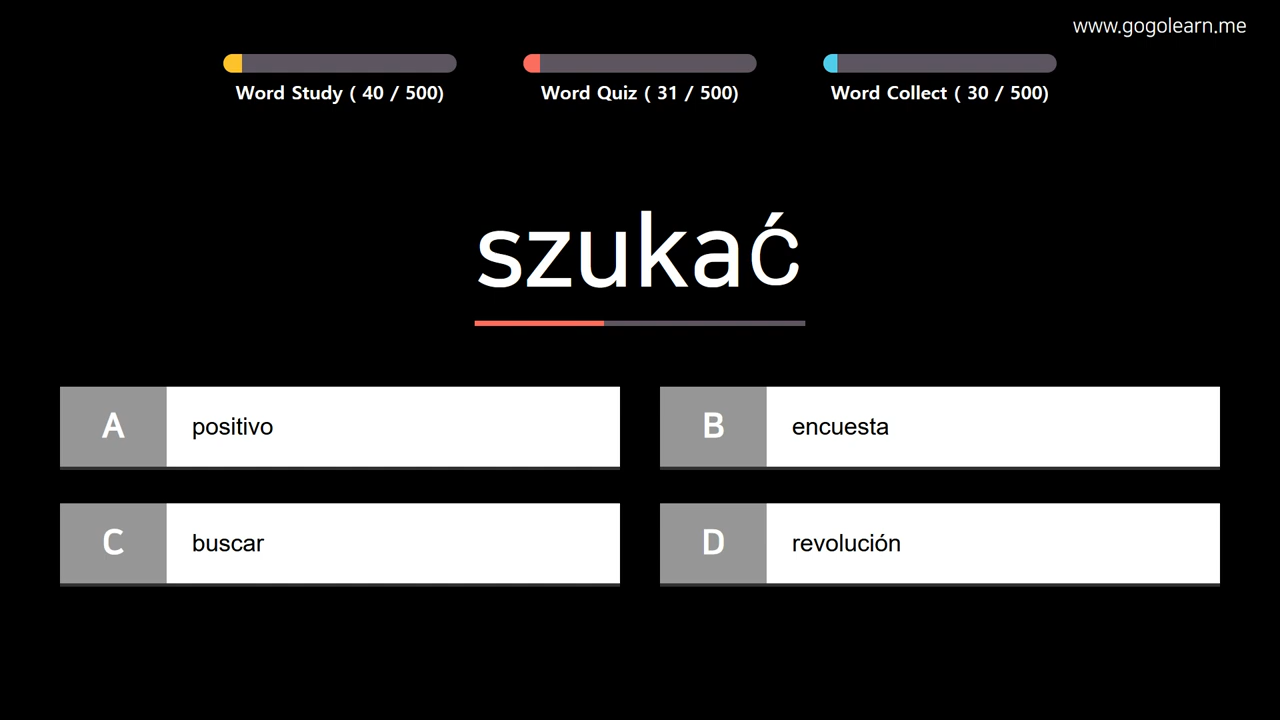 www.gogolearn.me
Word Study ( 40 / 500)
Word Quiz ( 31 / 500)
Word Collect ( 30 / 500)
szukać
A positivo
B encuesta
C buscar
D revolución